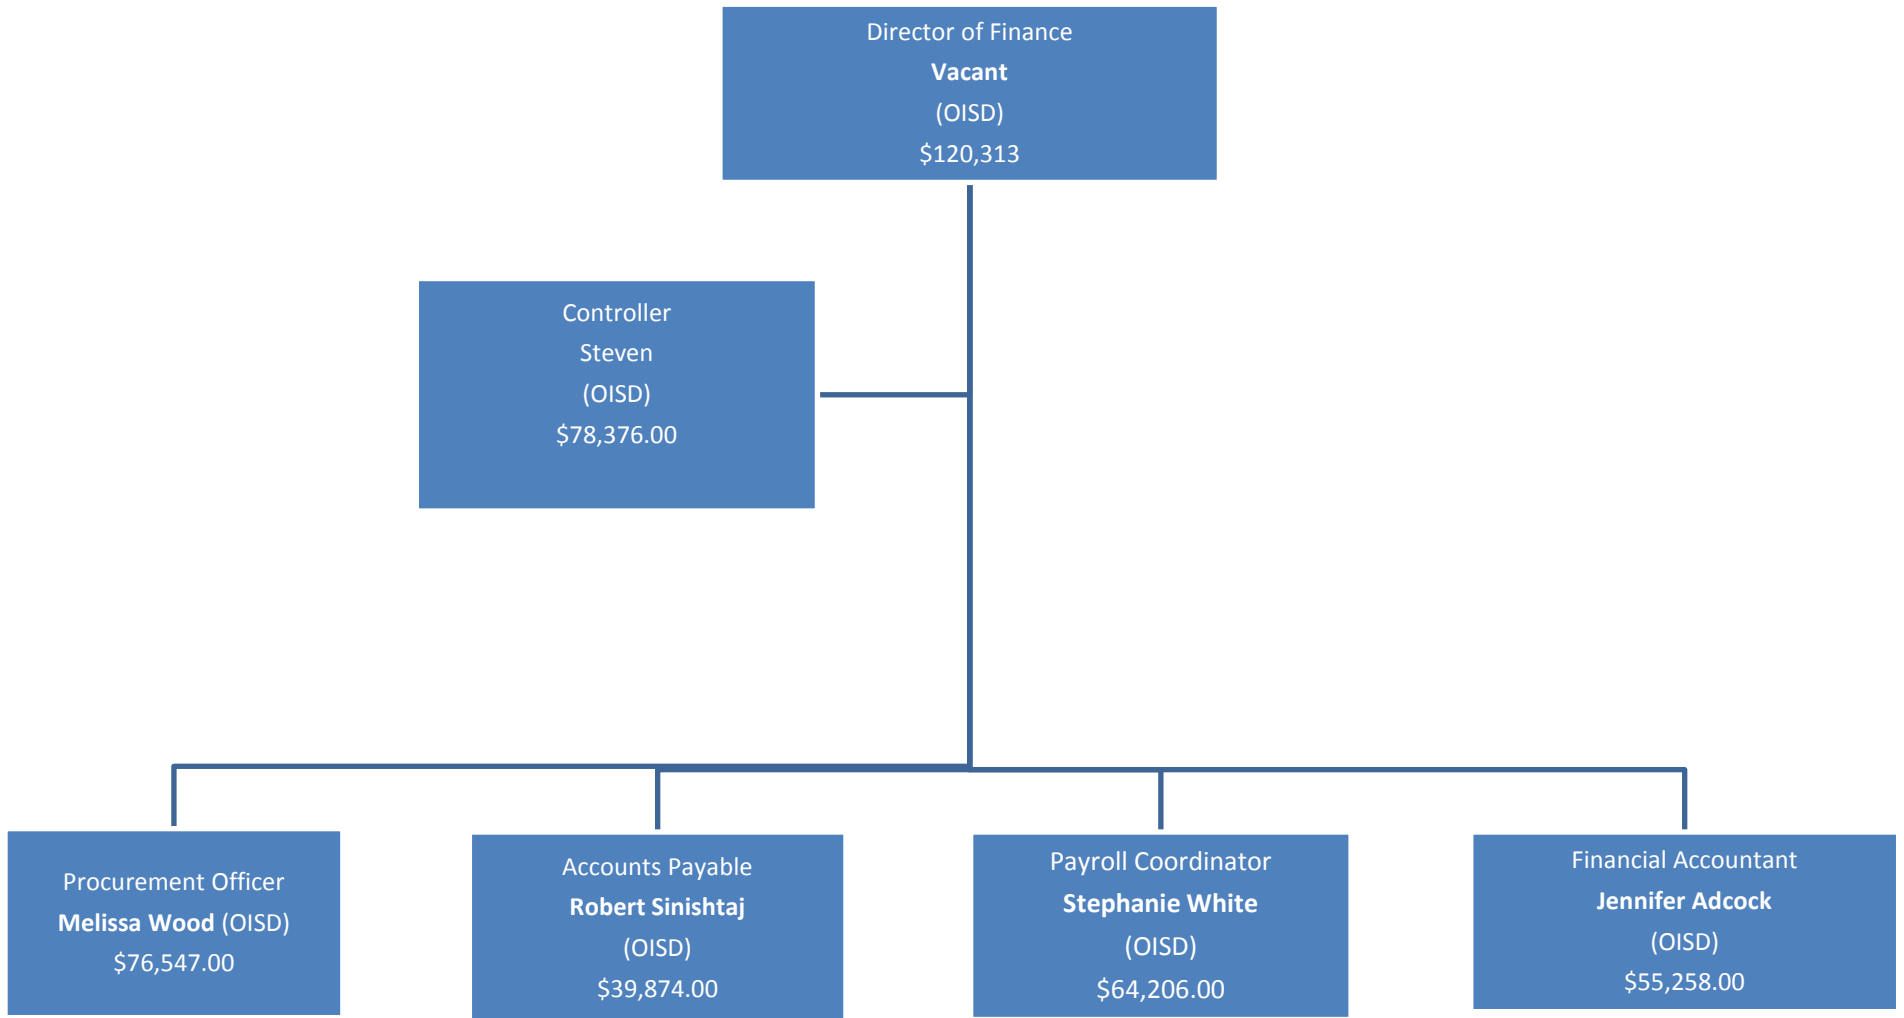 Director of Finance
Vacant
(OISD)
$120,313
Controller
Steven
(OISD)
$78,376.00
Procurement Officer
Melissa Wood (OISD)
$76,547.00
Accounts Payable
Robert Sinishtaj
(OISD)
$39,874.00
Payroll Coordinator
Stephanie White
(OISD)
$64,206.00
Financial Accountant
Jennifer Adcock
(OISD)
$55,258.00